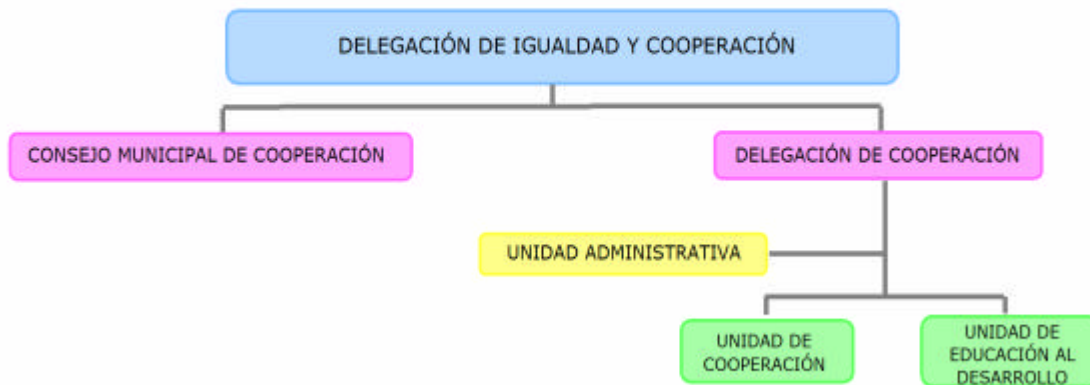 DELEGACIÓN DE IGUALDAD Y COOPERACIÓN
CONSEJO MUNICIPAL DE COOPERACIÓN
DELEGACIÓN DE COOPERACIÓN
UNIDAD ADMINISTRATIVA
UNIDAD DE
COOPERACIÓN
UNIDAD DE
EDUCACIÓN AL
DESARROLLO